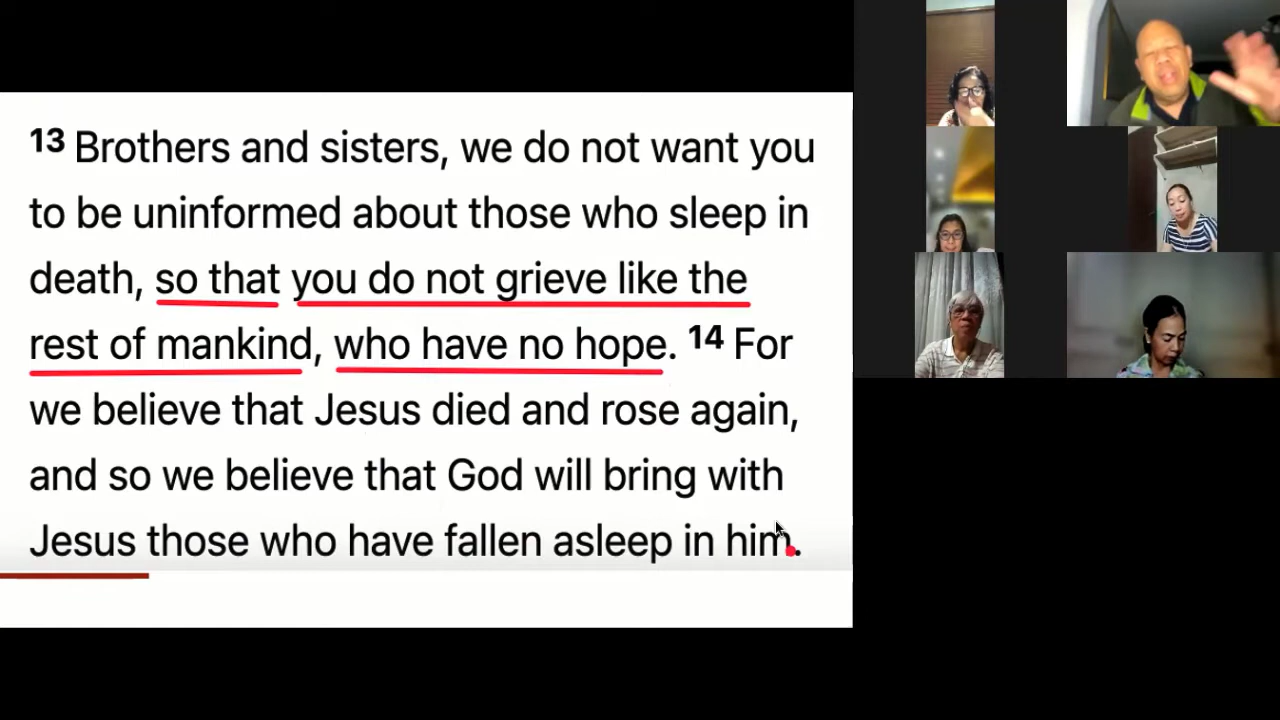 13 Brothers and sisters, we do not want you
to be uninformed about those who sleep in
death, so that you do not grieve like the
rest of mankind, who have no hope. 14 For
we believe that Jesus died and rose again,
and so we believe that God will bring with
Jesus those who have fallen asleep in him.